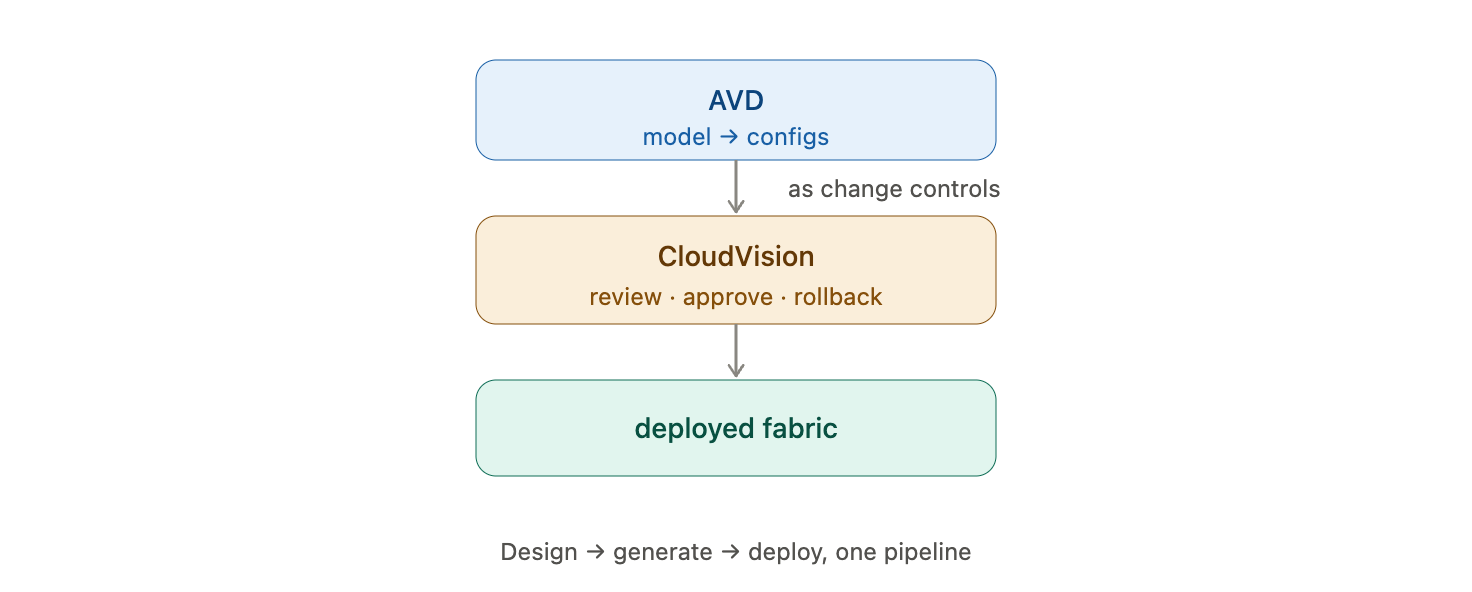 AVD
model → configs
as change controls
CloudVision
review · approve · rollback
deployed fabric
Design → generate → deploy, one pipeline